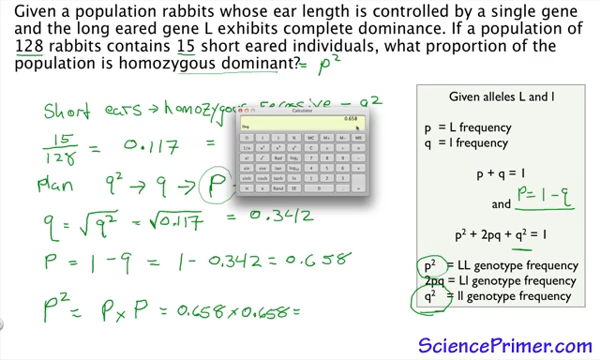 Given a population rabbits whose ear length is controlled by a single gene
and the long eared gene L exhibits complete dominance. If a population of
128 rabbits contains 15 short eared individuals, what proportion of the
population is homozygous dominant? = p²
Short ears → homozygous recessive = q²
15/128 = 0.117 =
Plan q² → q → P
q = √q² = √0.117 = 0.342
P = 1 - q = 1 - 0.342 = 0.658
P² = P × P = 0.658 × 0.658 =
Calculator
0.658
Given alleles L and l
p = L frequency
q = l frequency
p + q = 1
and P = 1 - q
p² + 2pq + q² = 1
p² = LL genotype frequency
2pq = Ll genotype frequency
q² = ll genotype frequency
SciencePrimer.com